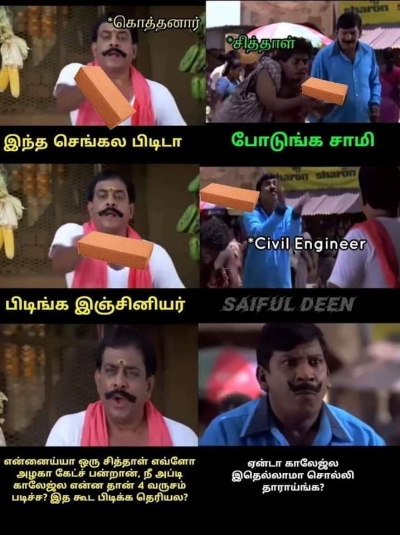 *கொத்தனார்
*சித்தாள்
இந்த செங்கல பிடிடா
போடுங்க சாமி
sharon
sharon
*Civil Engineer
பிடிங்க இஞ்சினியர்
SAIFUL DEEN
என்னைய்யா ஒரு சித்தாள் எவ்ளோ
அழகா கேட்ச் பன்றான், நீ அப்டி
காலேஜ்ல என்ன தான் 4 வருசம்
படிச்ச? இத கூட பிடிக்க தெரியல?
ஏன்டா காலேஜ்ல
இதெல்லாமா சொல்லி
தாராய்ங்க?